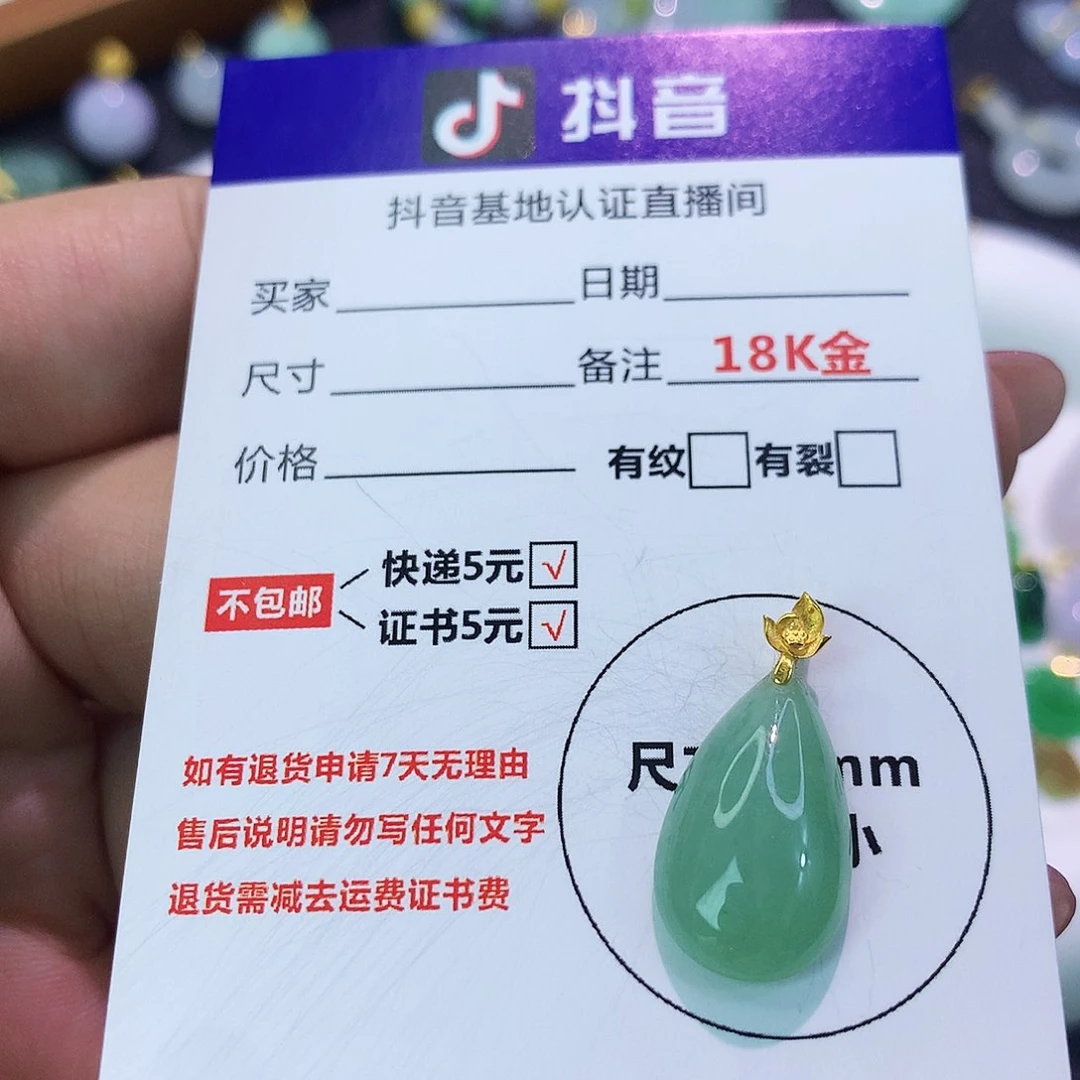 抖音
抖音基地认证直播间
买家 日期
尺寸 备注 18K金
价格 有纹 有裂
不包邮
快递5元 √
证书5元 √
如有退货申请7天无理由
售后说明请勿写任何文字
退货需减去运费证书费
尺 mm
小